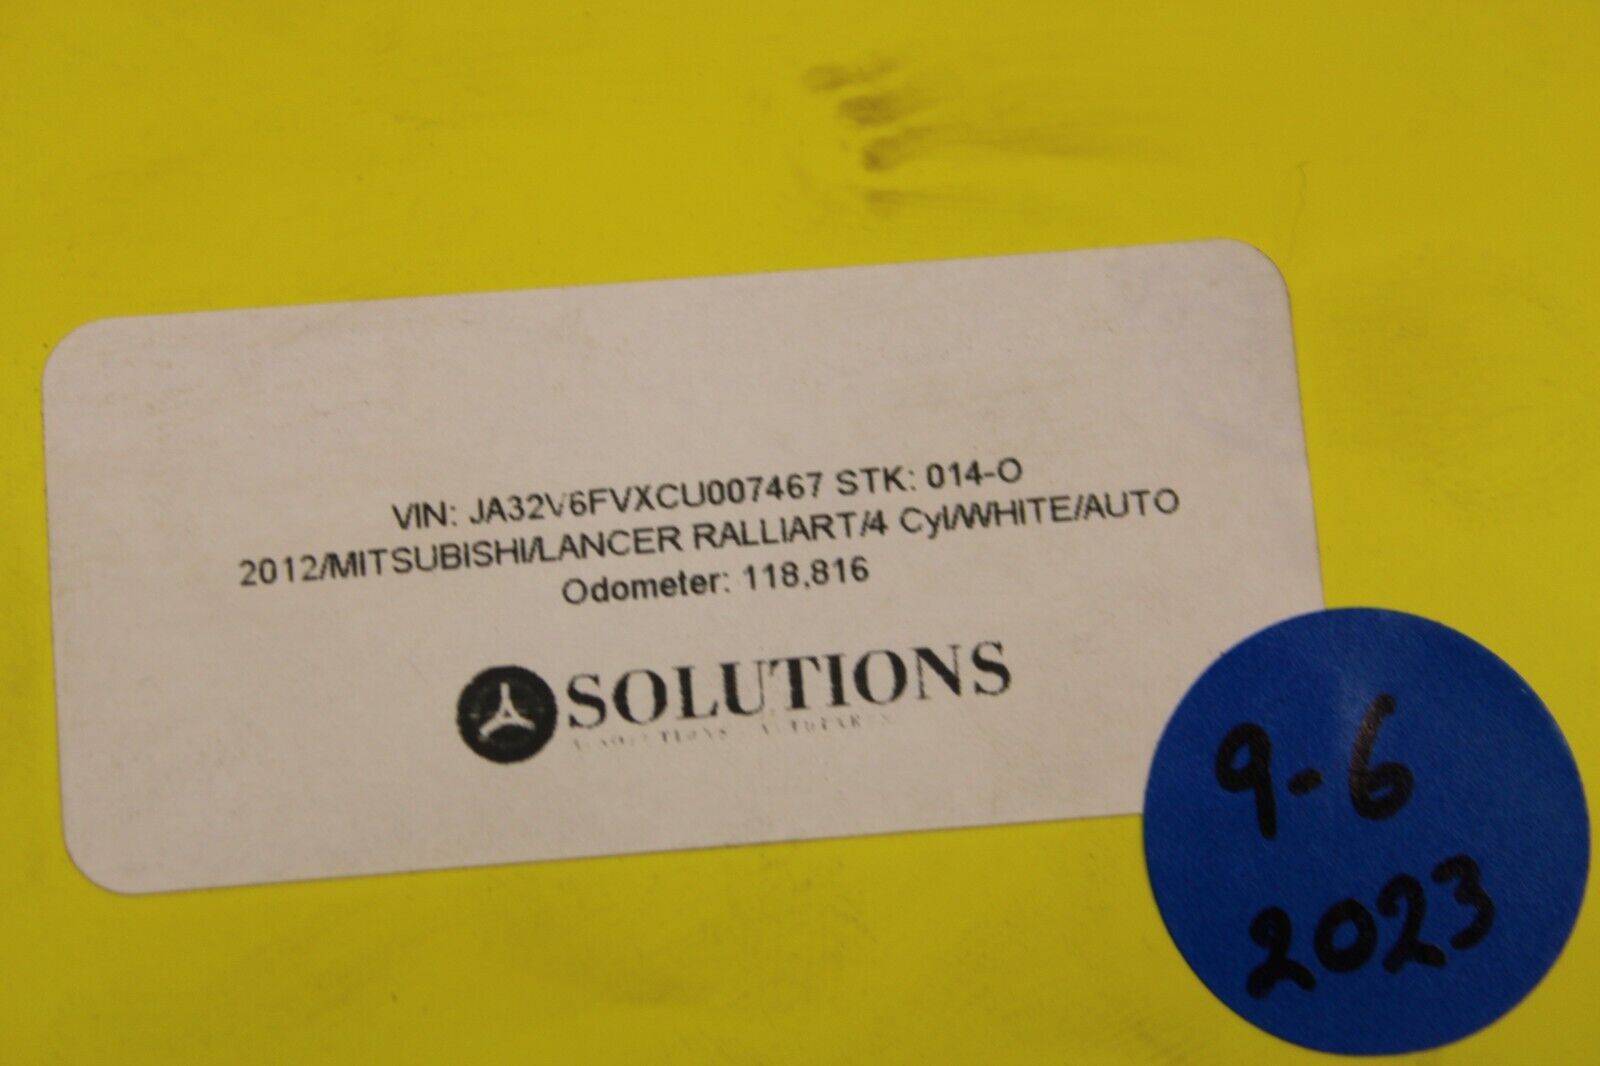 VIN: JA32V6FVXCU007467 STK: 014-O
2012/MITSUBISHI/LANCER RALLIART/4 Cyl/WHITE/AUTO
Odometer: 118,816
SOLUTIONS
9-6
2023